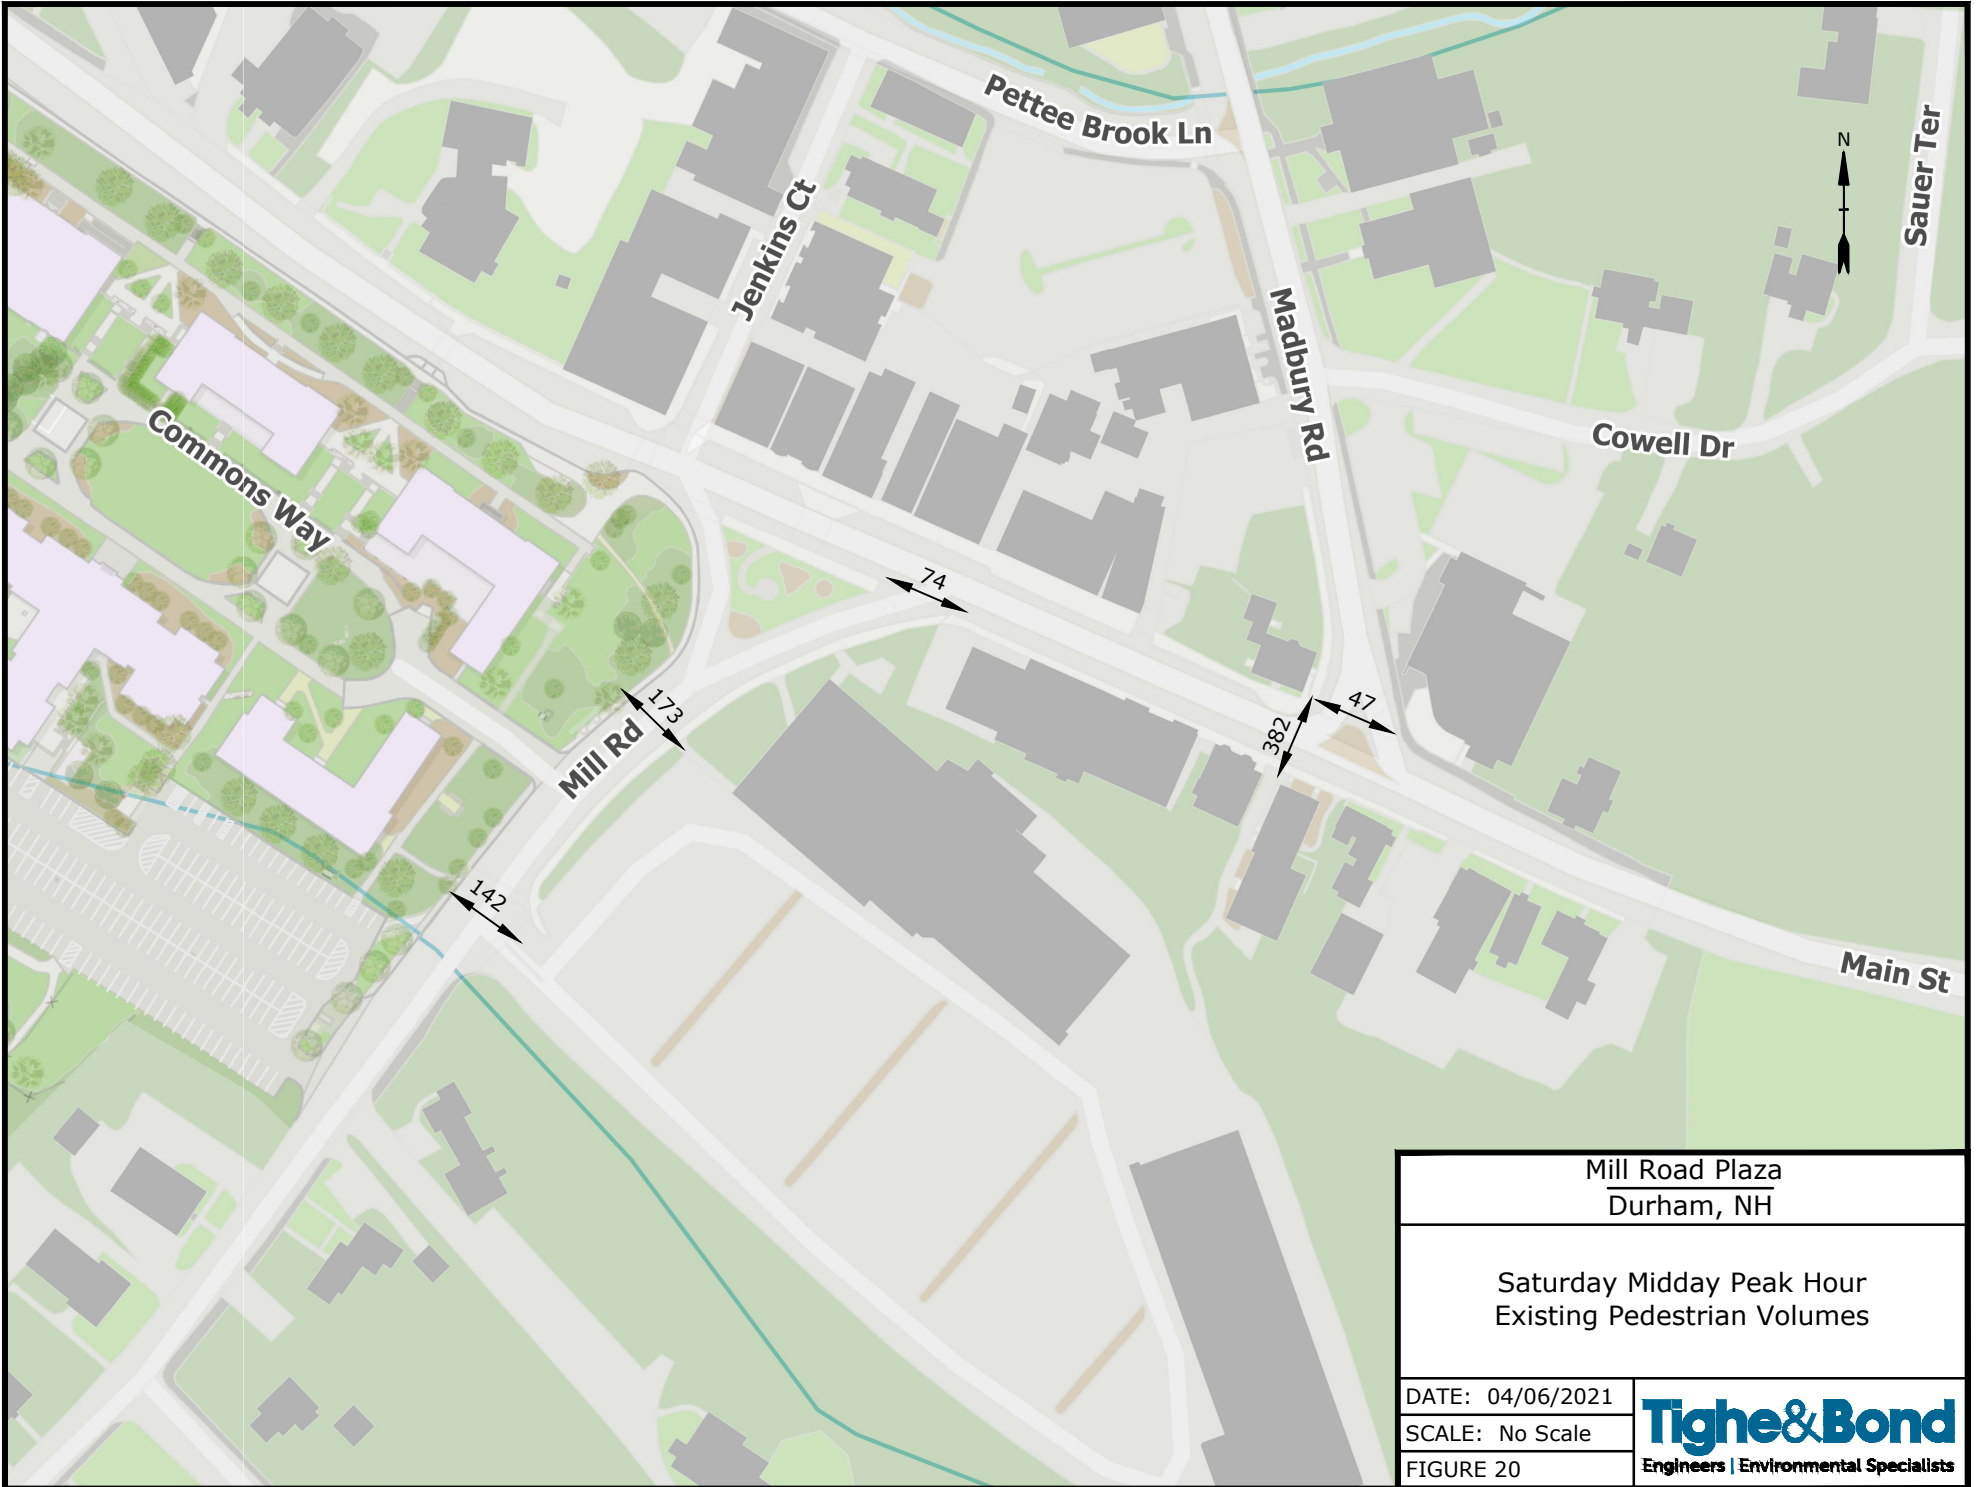 Pettee Brook Ln
Sauer Ter
N
Jenkins Ct
Madbury Rd
Cowell Dr
Commons Way
74
173
47
382
Mill Rd
142
Main St
Mill Road Plaza
Durham, NH
Saturday Midday Peak Hour
Existing Pedestrian Volumes
DATE: 04/06/2021
SCALE: No Scale
FIGURE 20
Tighe&Bond
Engineers | Environmental Specialists